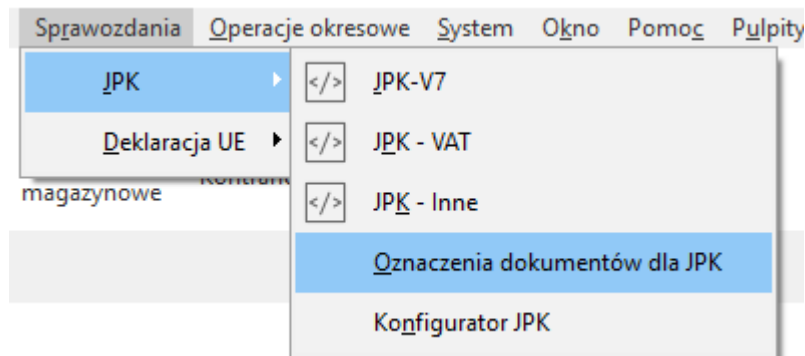 Sprawozdania Operacje okresowe System Okno Pomoc Pulpity
JPK
Deklaracja UE
magazynowe
</> JPK-V7
</> JPK - VAT
</> JPK - Inne
Oznaczenia dokumentów dla JPK
Konfigurator JPK